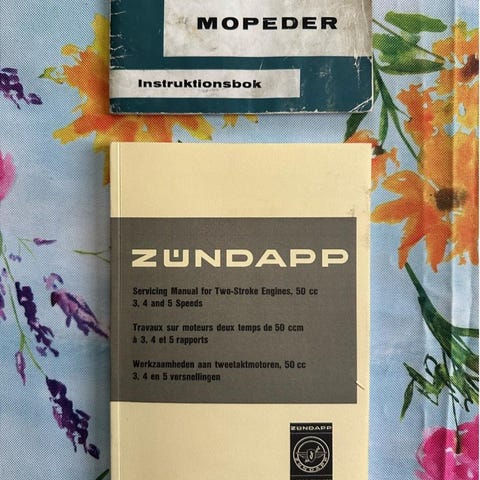 MOPEDER
Instruktionsbok
ZÜNDAPP
Servicing Manual for Two-Stroke Engines, 50 cc
3, 4 and 5 Speeds
Travaux sur moteurs deux temps de 50 ccm
à 3, 4 et 5 rapports
Werkzaamheden aan tweetaktmotoren, 50 cc
3, 4 en 5 versnellingen
ZÜNDAPP